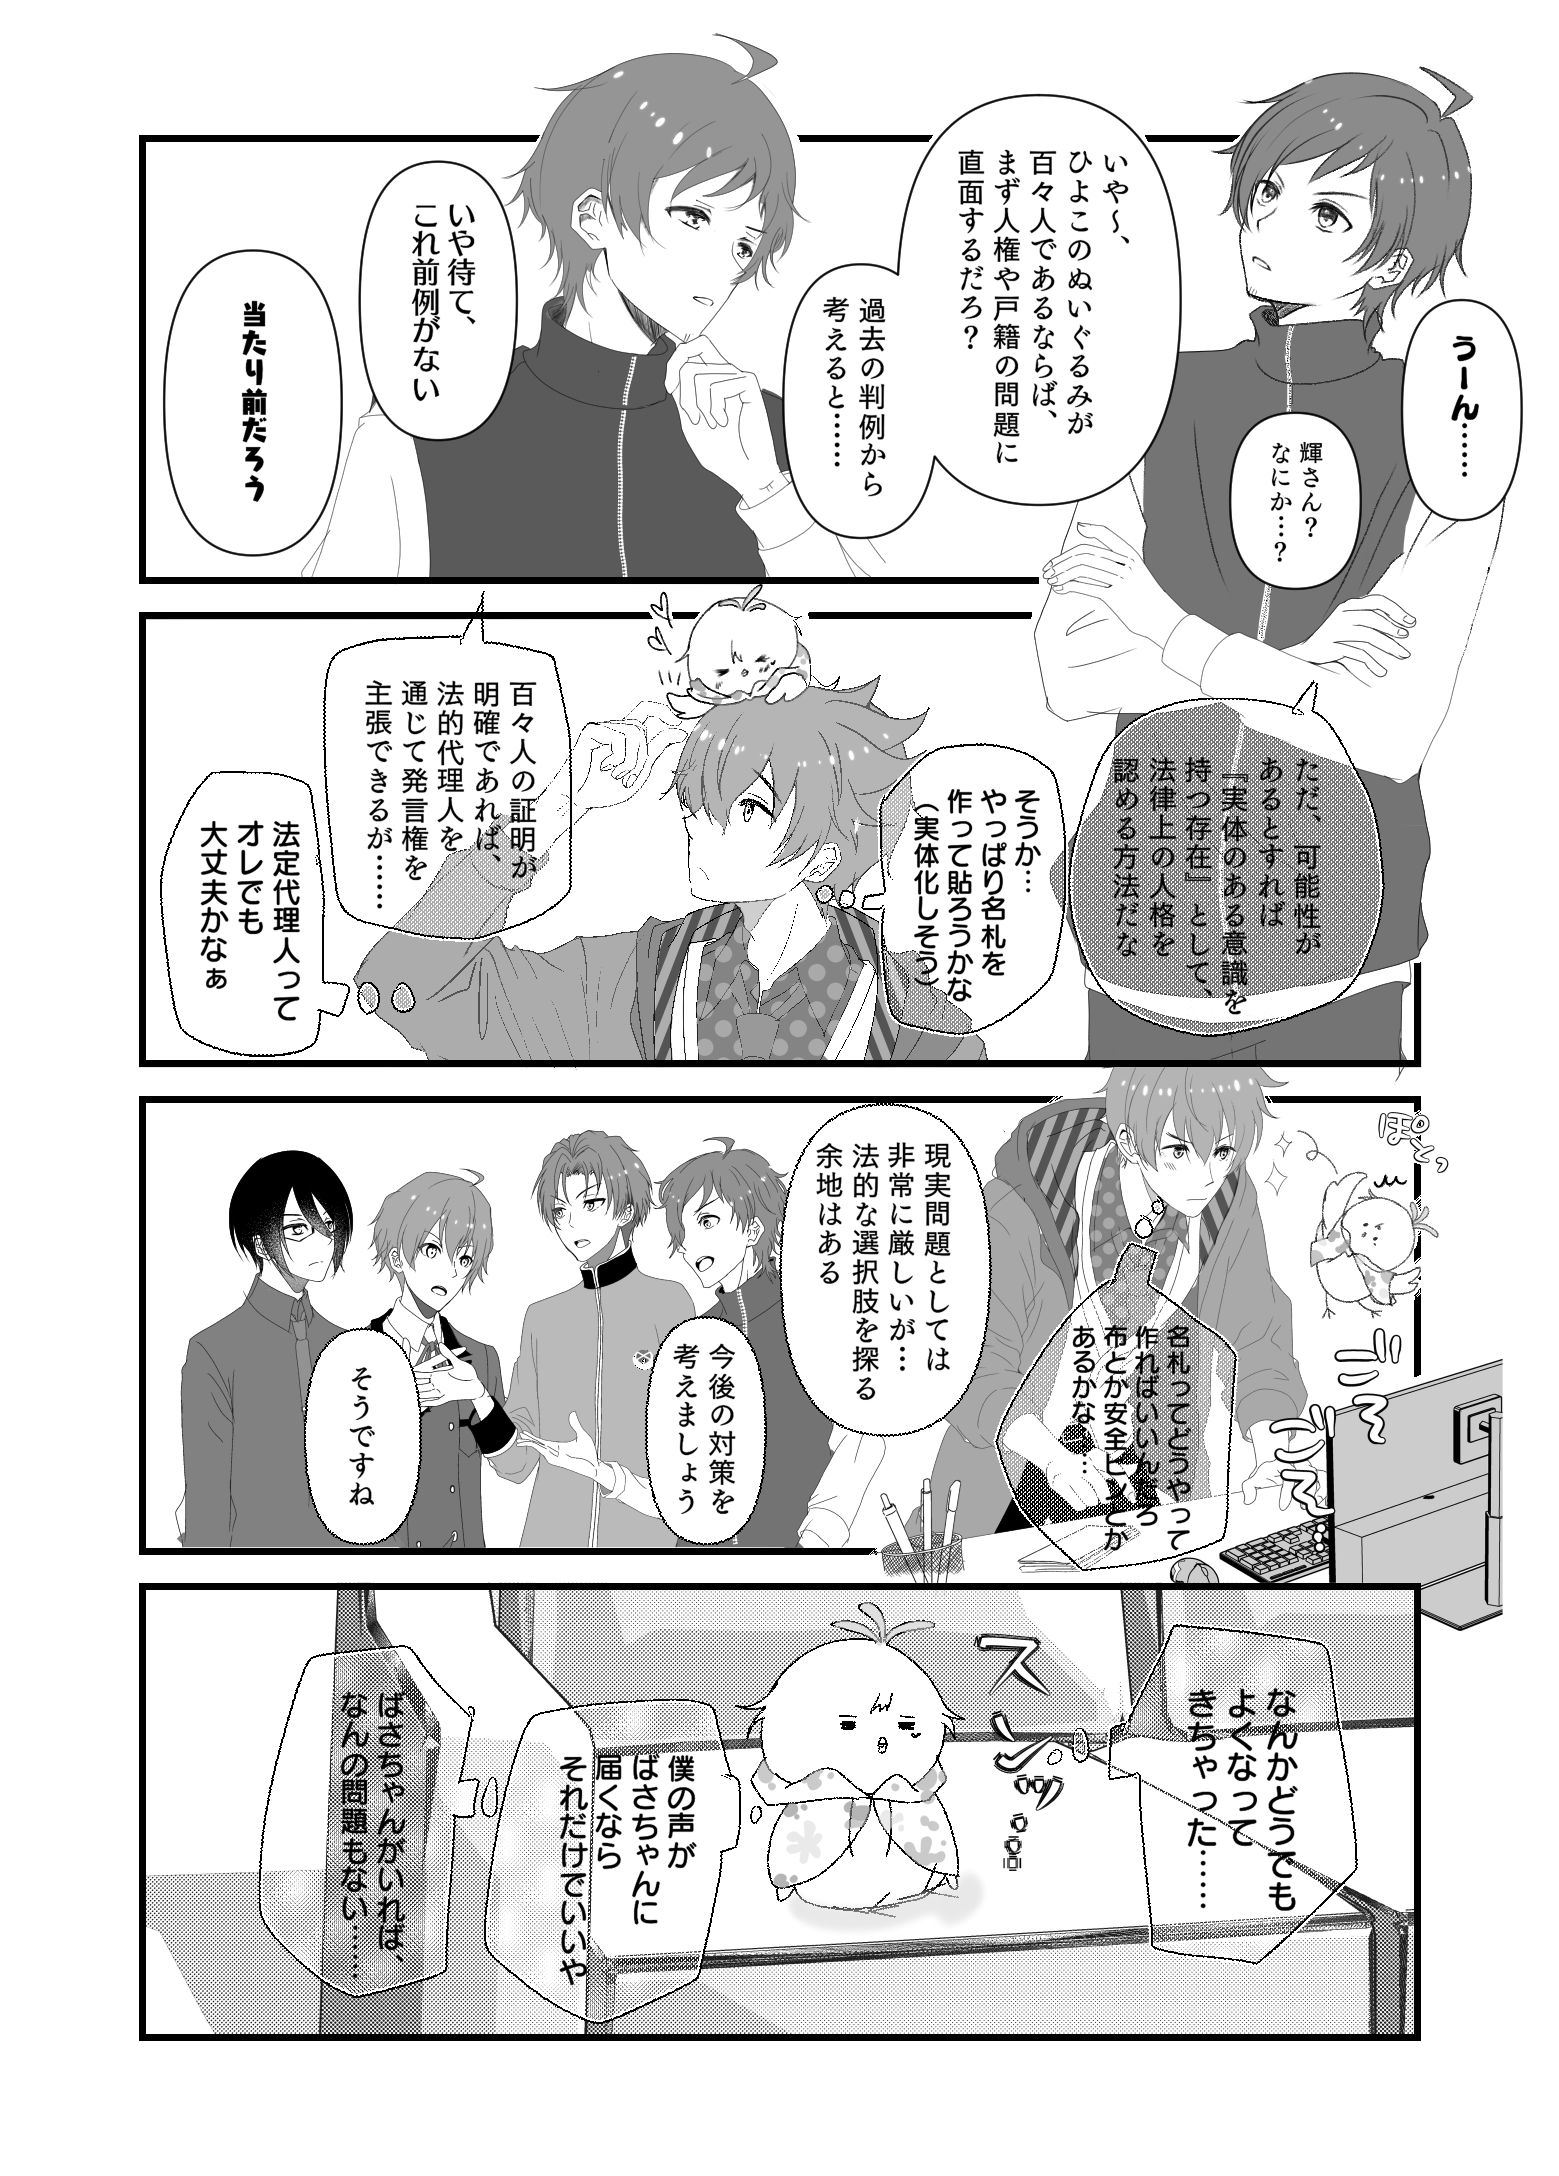 うーん……
輝さん？
なにか…？
いや〜、
ひよこのぬいぐるみが
百々人であるならば、
まず人権や戸籍の問題に
直面するだろ？
過去の判例から
考えると……
いや待て、
これ前例がない
当たり前だろう
ただ、可能性が
あるとすれば
『実体のある意識を
持つ存在』として、
法律上の人格を
認める方法だな
そうか…
やっぱり名札を
作って貼ろうかな
（実体化しそう）
百々人の証明が
明確であれば、
法的代理人を
通じて発言権を
主張できるが……
法定代理人って
オレでも
大丈夫かなぁ
ぽとっ
ごそ
ごそ
名札ってどうやって
作ればいいんだろ
布とか安全ピンとか
あるかな……
現実問題としては
非常に厳しいが…
法的な選択肢を探る
余地はある
今後の対策を
考えましょう
そうですね
なんかどうでも
よくなって
きちゃった……
スンッ…
僕の声が
ばさちゃんに
届くなら
それだけでいいや
ばさちゃんがいれば、
なんの問題もない……